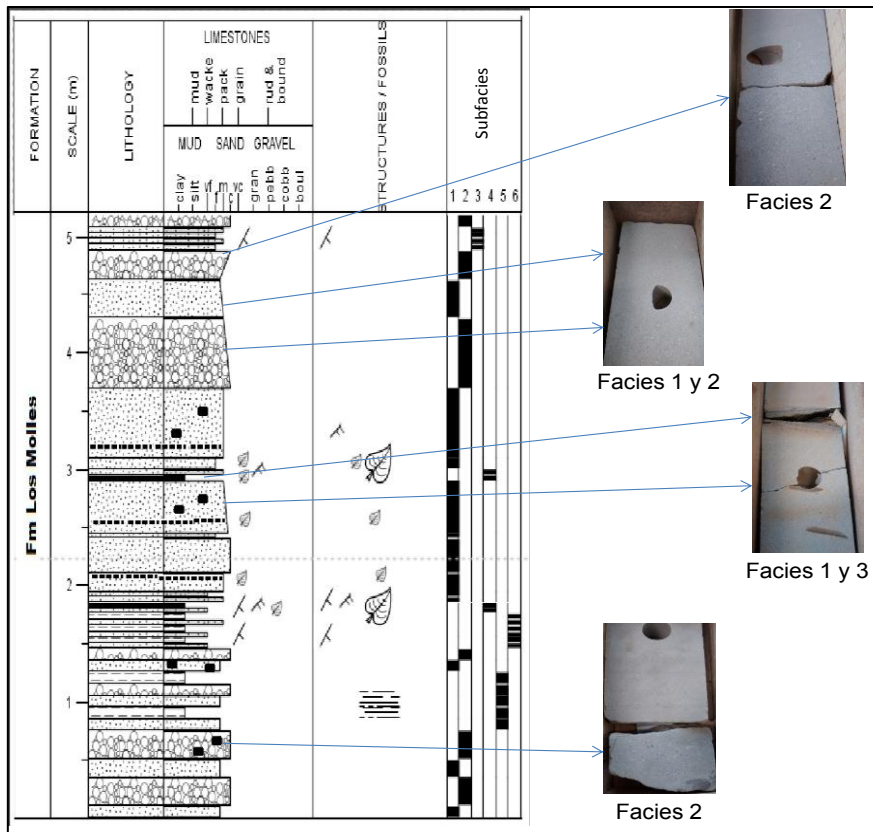 FORMATION
SCALE (m)
LITHOLOGY
LIMESTONES
mud
wacke
pack
grain
rud &
bound
MUD SAND GRAVEL
clay
silt
vf
f
m
c
vc
gran
pebb
cobb
boul
STRUCTURES / FOSSILS
Subfacies
1 2 3 4 5 6
Fm Los Molles
5
4
3
2
1
Facies 2
Facies 1 y 2
Facies 1 y 3
Facies 2